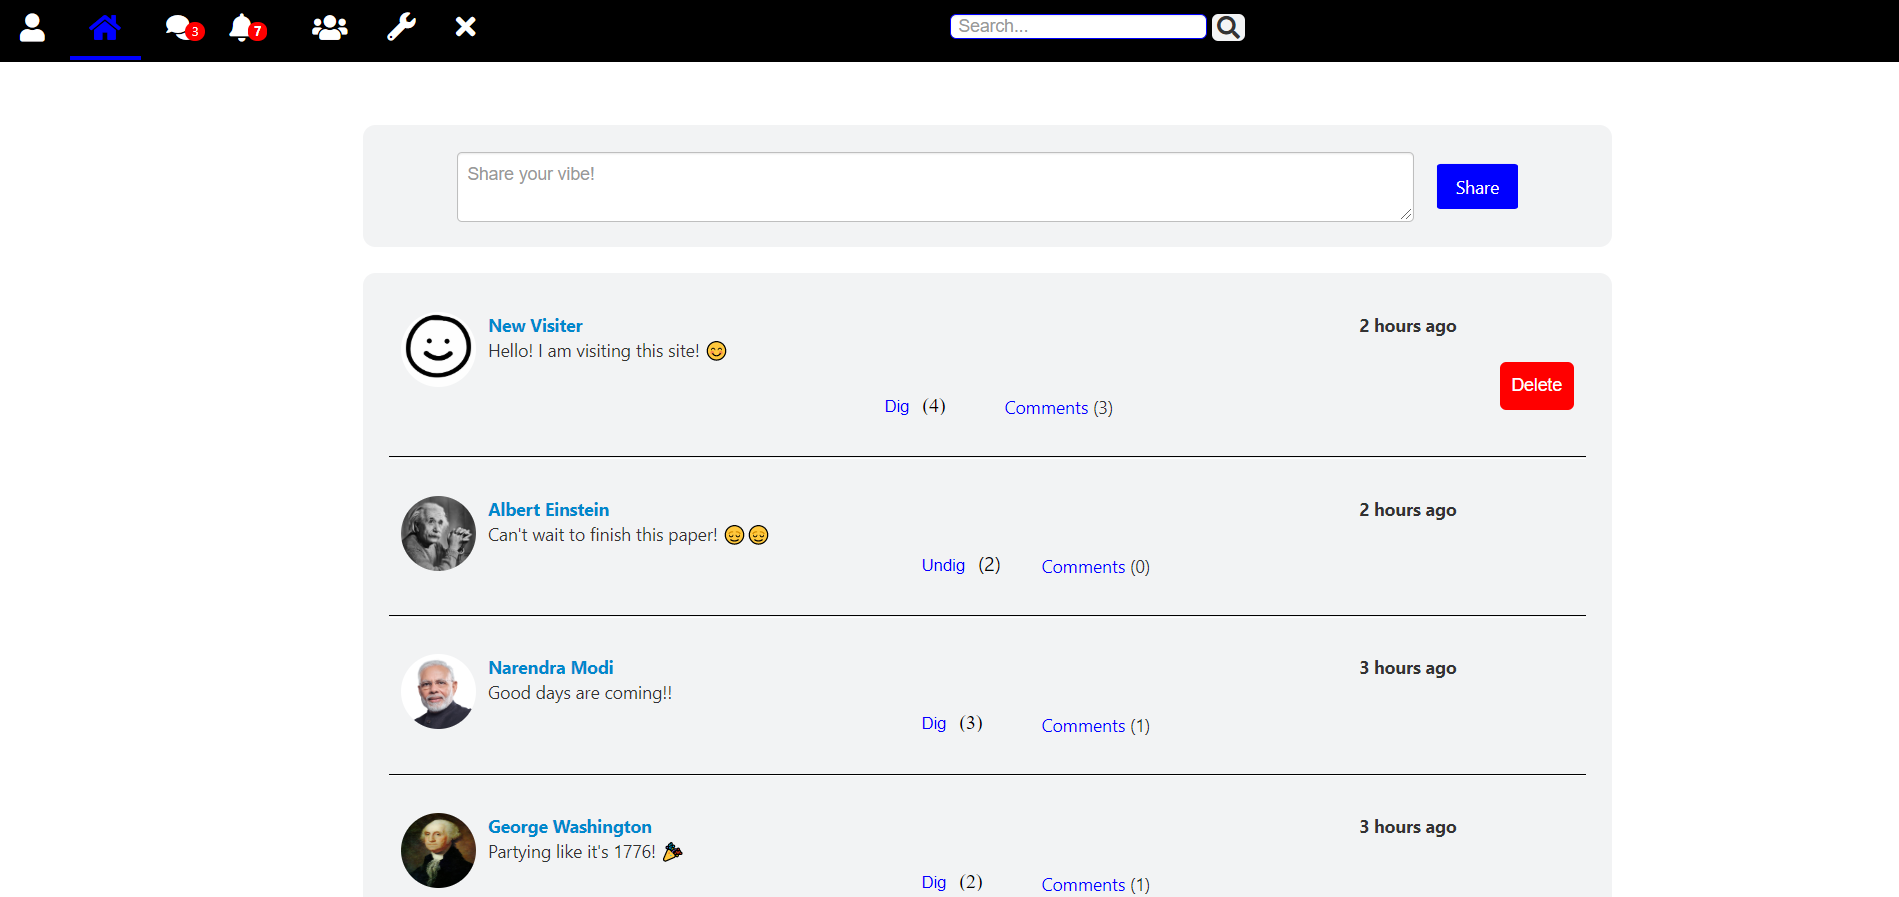 3
7
Search...
Share your vibe!
Share
New Visiter
2 hours ago
Hello! I am visiting this site! 😊
Delete
Dig (4) Comments (3)
Albert Einstein
2 hours ago
Can't wait to finish this paper! 😌😌
Undig (2) Comments (0)
Narendra Modi
3 hours ago
Good days are coming!!
Dig (3) Comments (1)
George Washington
3 hours ago
Partying like it's 1776! 🎉
Dig (2) Comments (1)